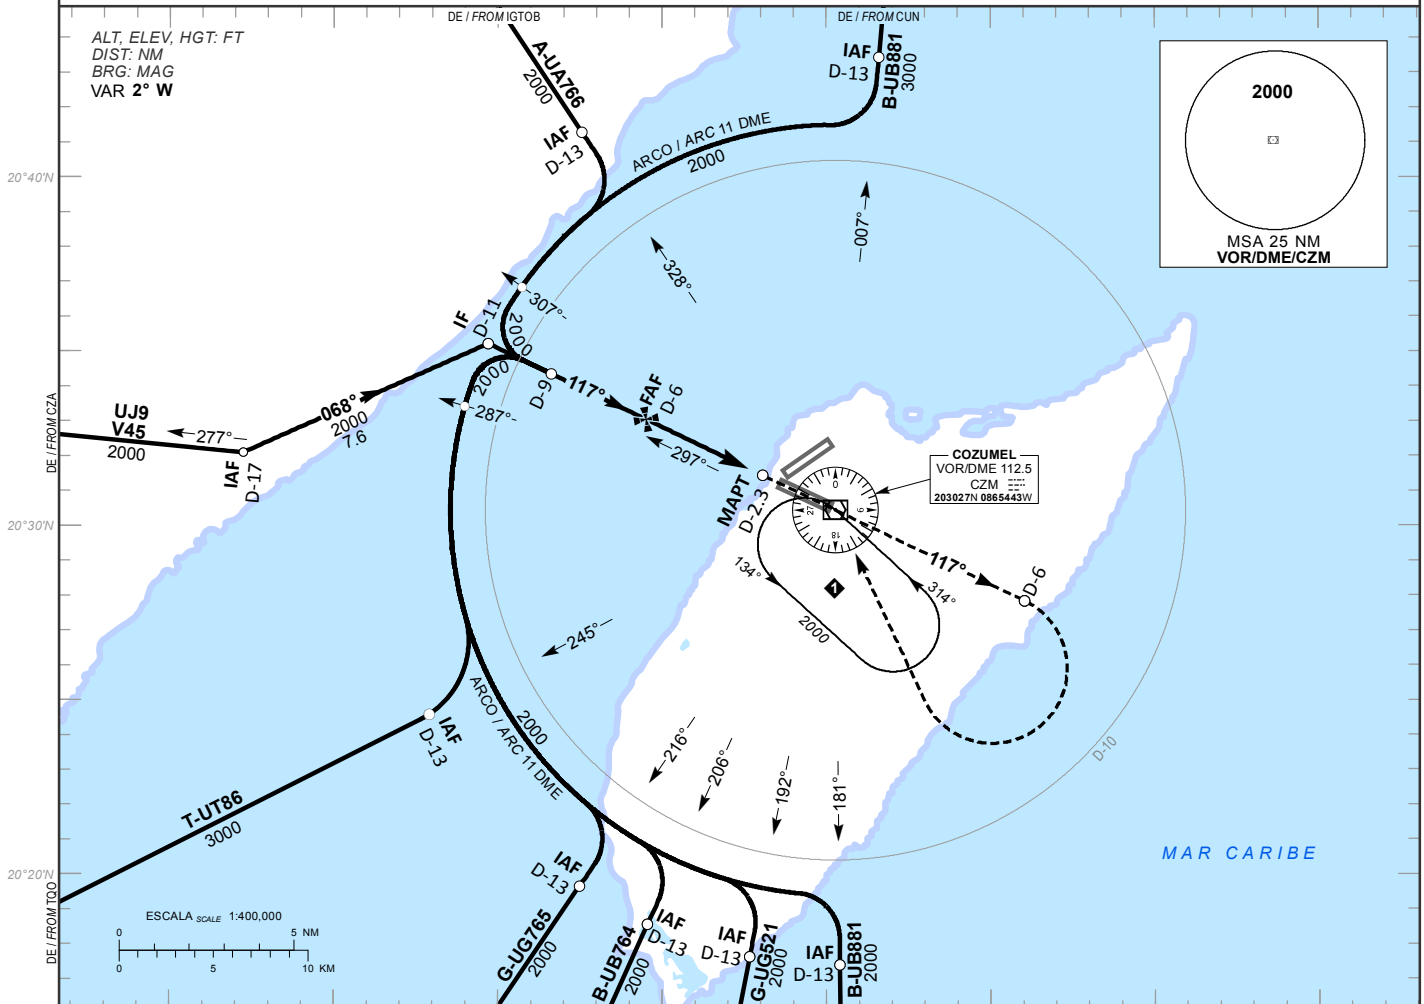 DE / FROM IGTOB
DE / FROM CUN
ALT, ELEV, HGT: FT
DIST: NM
BRG: MAG
VAR 2° W
A-UA766
2000
IAF
D-13
IAF
D-13
B-UB881
3000
2000
MSA 25 NM
VOR/DME/CZM
ARCO / ARC 11 DME
2000
20°40'N
007°
328°
307°
IF
D-11
2000
2000
D-6
117°
FAF
D-6
287°
297°
068°
2000
7.6
UJ9
V45
2000
277°
IAF
D-17
DE / FROM CZA
MAPT
D-2.3
COZUMEL
VOR/DME 112.5
CZM
203027N 0865443W
0
9
18
27
20°30'N
117°
D-6
134°
314°
1
2000
245°
ARCO / ARC 11 DME
2000
IAF
D-13
216°
206°
192°
181°
D-10
T-UT86
3000
MAR CARIBE
20°20'N
DE / FROM TQO
ESCALA SCALE 1:400,000
0 5 NM
0 5 10 KM
IAF
D-13
G-UG765
2000
IAF
D-13
B-UB764
2000
IAF
D-13
G-UG521
2000
IAF
D-13
B-UB881
2000